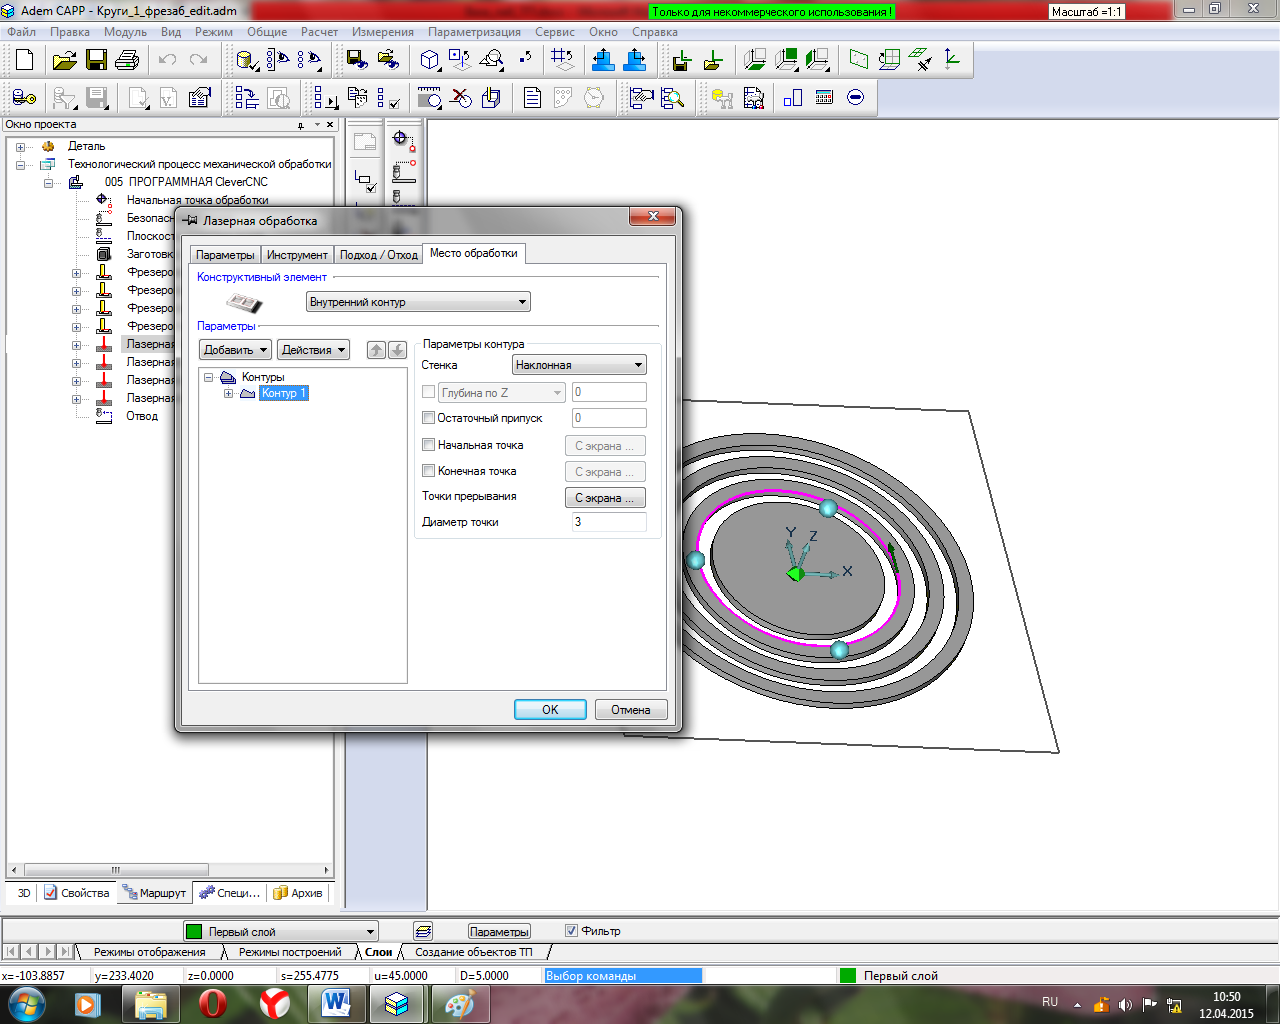 Adem CAPP - Круги_1_фрезаб_edit.adm
Только для некоммерческого использования !
Масштаб =1:1
Файл Правка Модуль Вид Режим Общие Расчет Измерения Параметризация Сервис Окно Справка
Окно проекта
Деталь
Технологический процесс механической обработки
005 ПРОГРАММНАЯ CleverCNC
Начальная точка обработки
Безопас
Плоскост
Заготовк
Фрезеро
Фрезеро
Фрезеро
Фрезеро
Лазерная
Лазерная
Лазерная
Лазерная
Отвод
Лазерная обработка
Параметры Инструмент Подход / Отход Место обработки
Конструктивный элемент
Внутренний контур
Параметры
Добавить Действия
Контуры
Контур 1
Параметры контура
Стенка Наклонная
Глубина по Z 0
Остаточный припуск 0
Начальная точка С экрана ...
Конечная точка С экрана ...
Точки прерывания С экрана ...
Диаметр точки 3
OK Отмена
Y Z X
3D Свойства Маршрут Специ... Архив
Первый слой Параметры Фильтр
Режимы отображения Режимы построений Слои Создание объектов ТП
x=-103.8857 y=233.4020 z=0.0000 s=255.4775 u=45.0000 D=5.0000 Выбор команды Первый слой
RU 10:50
12.04.2015